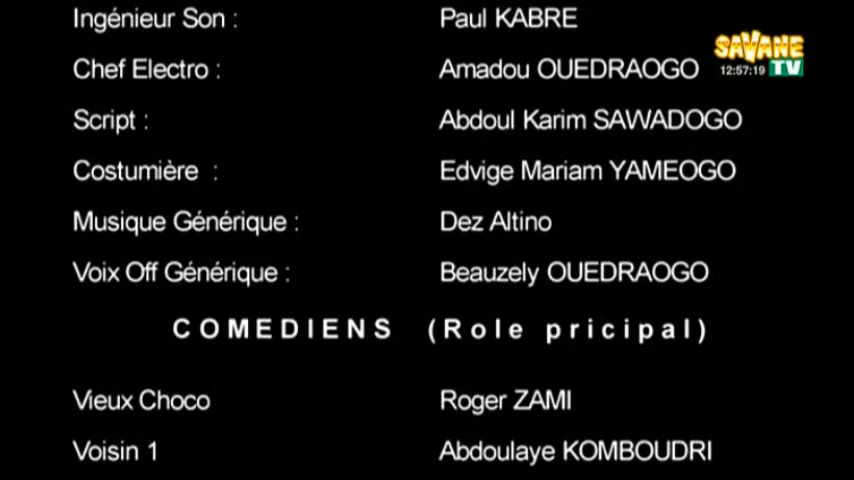 Ingénieur Son : Paul KABRE
SAVANE
Chef Electro : Amadou OUEDRAOGO
12:57:19 TV
Script : Abdoul Karim SAWADOGO
Costumière : Edvige Mariam YAMEOGO
Musique Générique : Dez Altino
Voix Off Générique : Beauzely OUEDRAOGO
COMEDIENS (Role pricipal)
Vieux Choco Roger ZAMI
Voisin 1 Abdoulaye KOMBOUDRI